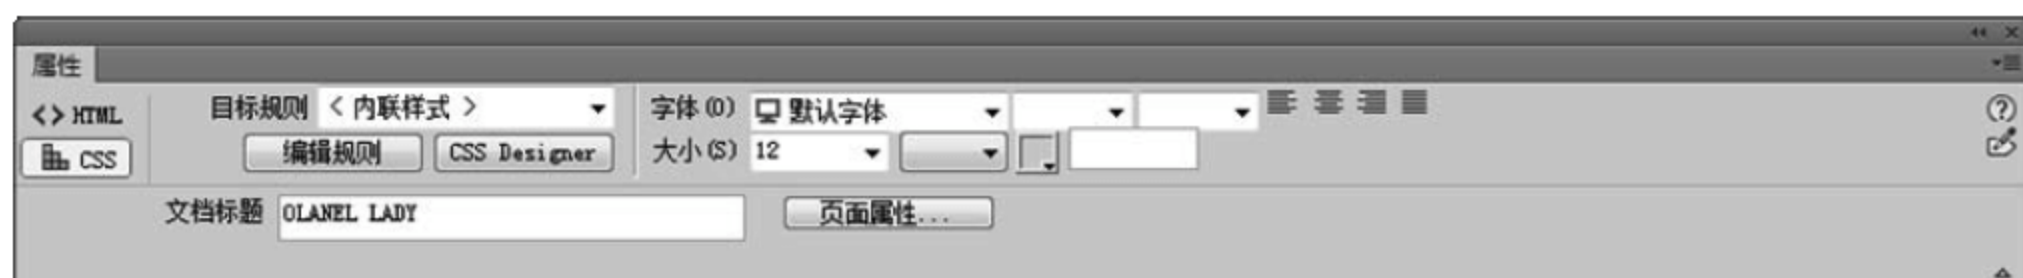 属性
<> HTML 目标规则 < 内联样式 > 字体(O) 默认字体
CSS 编辑规则 CSS Designer 大小(S) 12
文档标题 OLANEL LADY 页面属性...